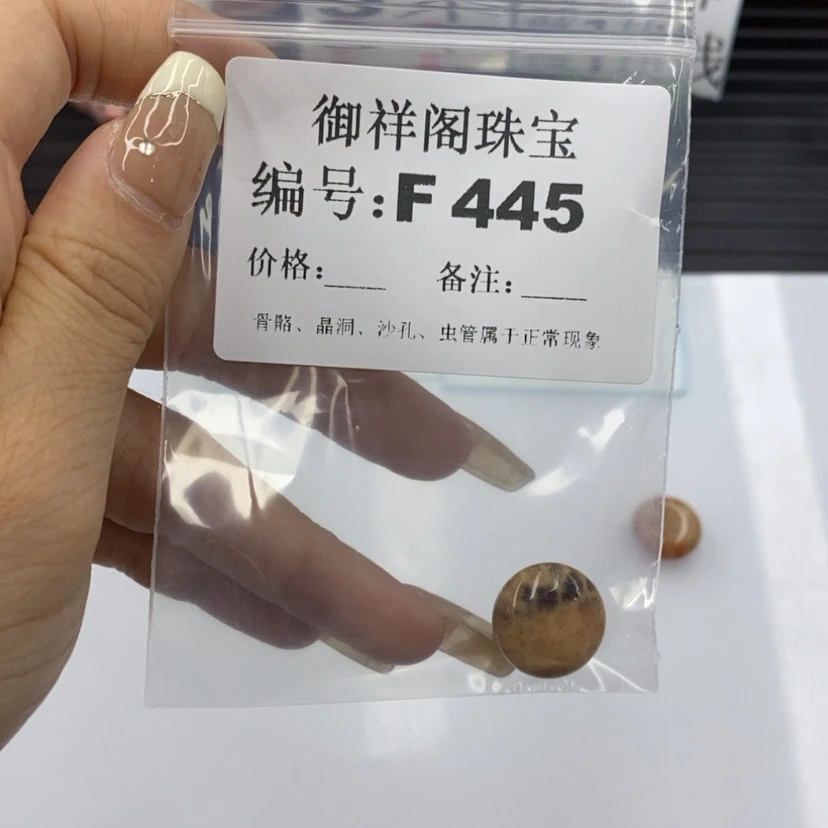 御祥阁珠宝
编号:F 445
价格:____ 备注:____
骨骼、晶洞、沙孔、虫管属于正常现象
线